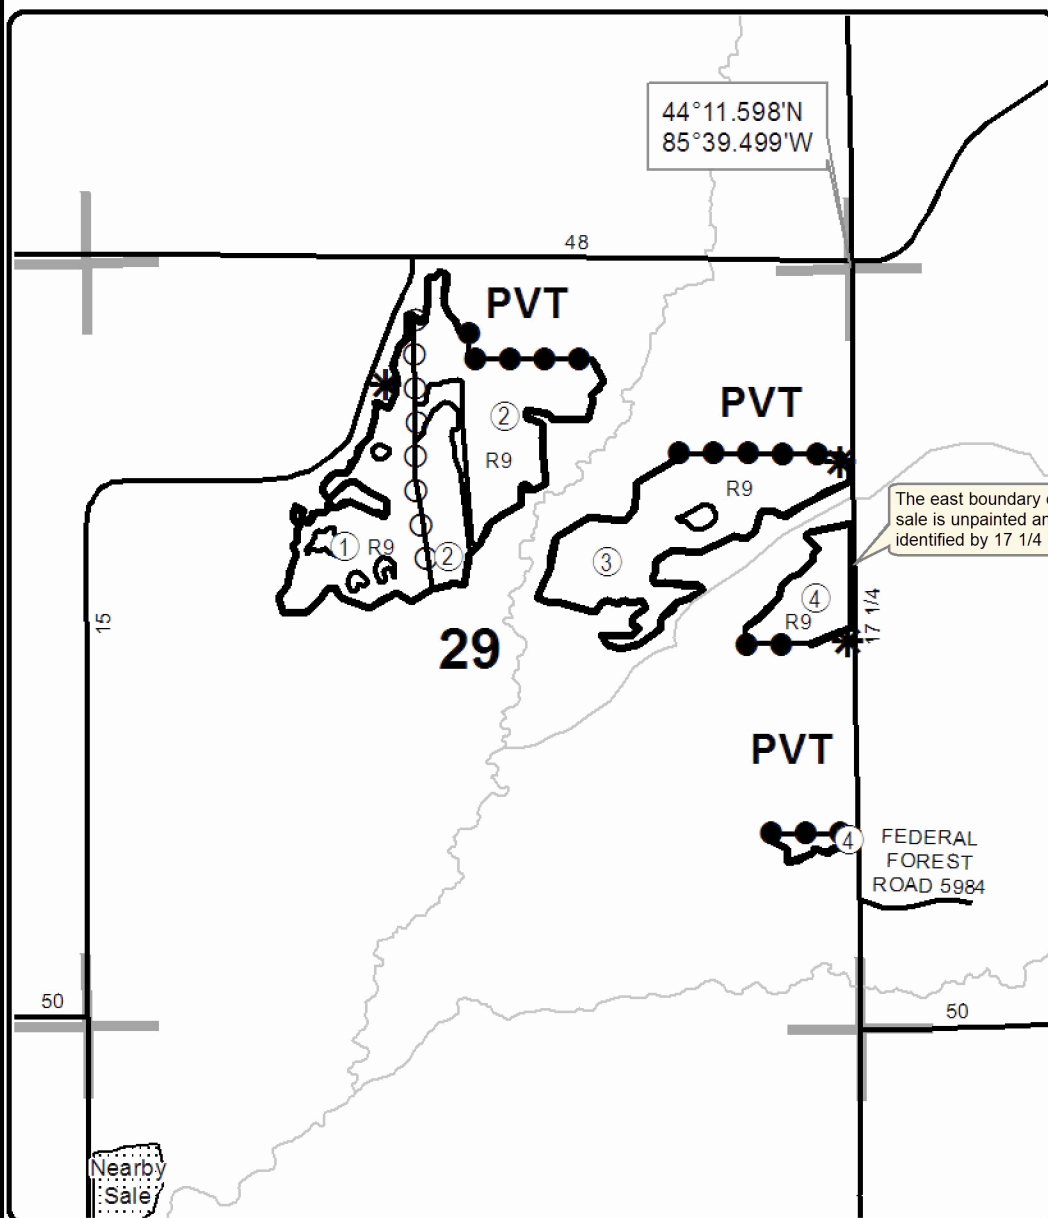 44°11.598'N
85°39.499'W
48
PVT
PVT
2
R9
R9
The east boundary
sale is unpainted
identified by 17 1/4
1
R9
2
3
4
R9
17 1/4
15
29
PVT
4
FEDERAL
FOREST
ROAD 5984
50
50
Nearby
Sale